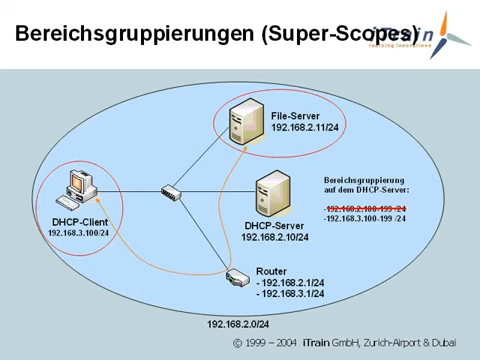 Bereichsgruppierungen (Super-Scopes)
iTrain
learning innovations
File-Server
192.168.2.11/24
Bereichsgruppierung
auf dem DHCP-Server:
-192.168.2.100-199 /24
-192.168.3.100-199 /24
DHCP-Client
192.168.3.100/24
DHCP-Server
192.168.2.10/24
Router
- 192.168.2.1/24
- 192.168.3.1/24
192.168.2.0/24
© 1999 – 2004 iTrain GmbH, Zurich-Airport & Dubai